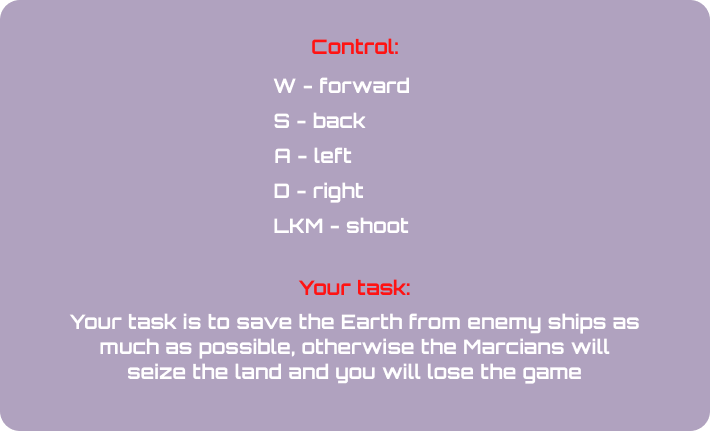 Control:
W - forward
S - back
A - left
D - right
LKM - shoot
Your task:
Your task is to save the Earth from enemy ships as
much as possible, otherwise the Marcians will
seize the land and you will lose the game